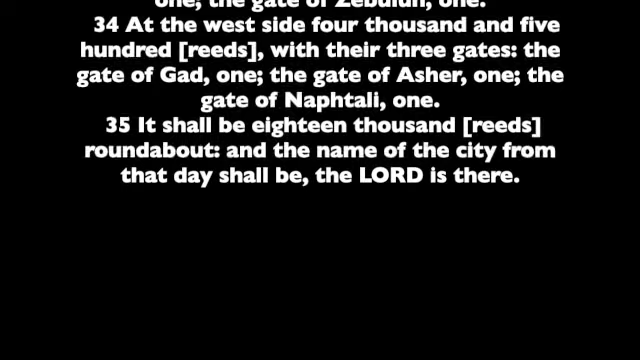 one; the gate of Zebulun, one.
34 At the west side four thousand and five
hundred [reeds], with their three gates: the
gate of Gad, one; the gate of Asher, one; the
gate of Naphtali, one.
35 It shall be eighteen thousand [reeds]
roundabout: and the name of the city from
that day shall be, the LORD is there.